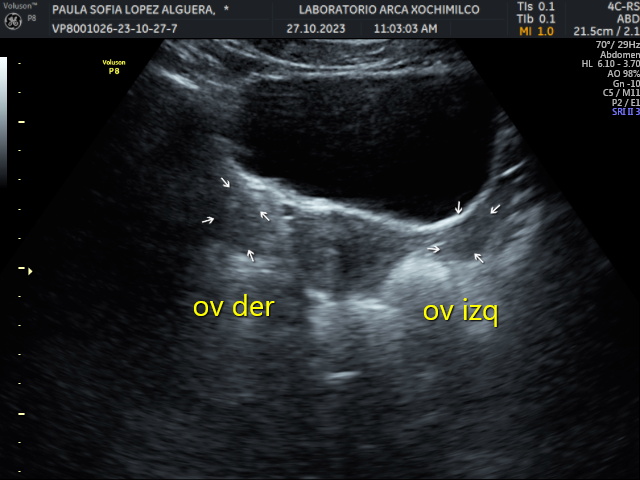 Voluson™
P8
PAULA SOFIA LOPEZ ALGUERA, *
LABORATORIO ARCA XOCHIMILCO
TIs 0.1
4C-RS
VP8001026-23-10-27-7
27.10.2023
11:03:03 AM
TIb 0.1
ABD
MI 1.0
21.5cm / 2.1
70°/ 29Hz
Abdomen
HL 6.10 - 3.70
AO 98%
Gn -10
C5 / M11
P2 / E1
SRI II 3
Voluson
P8
ov der
ov izq